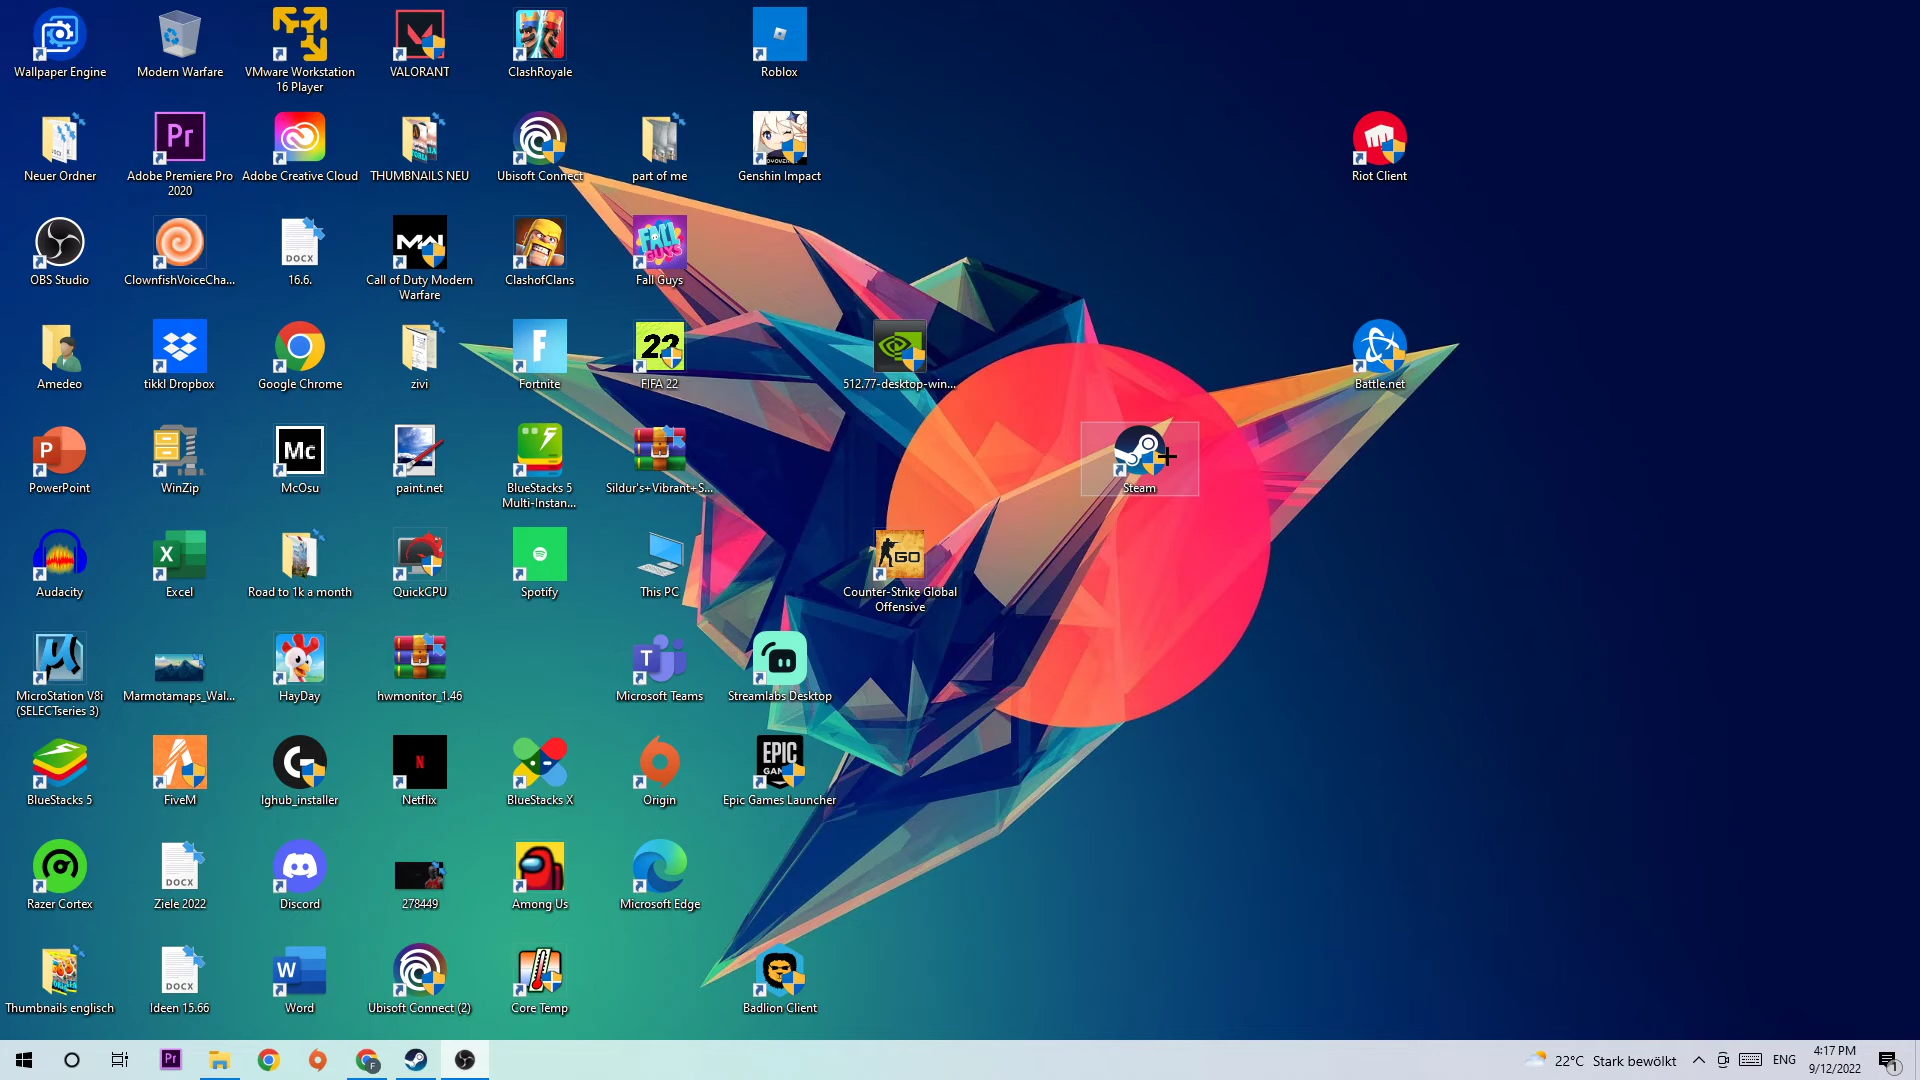 Wallpaper Engine
Modern Warfare
VMware Workstation
16 Player
VALORANT
ClashRoyale
Roblox
Neuer Ordner
Adobe Premiere Pro
2020
Adobe Creative Cloud
THUMBNAILS NEU
Ubisoft Connect
part of me
Genshin Impact
Riot Client
OBS Studio
ClownfishVoiceCha...
16.6.
Call of Duty Modern
Warfare
ClashofClans
Fall Guys
Amedeo
tikkl Dropbox
Google Chrome
zivi
Fortnite
FIFA 22
512.77-desktop-win...
Battle.net
PowerPoint
WinZip
McOsu
paint.net
BlueStacks 5
Multi-Instan...
Sildur's+Vibrant+S...
Steam
Audacity
Excel
Road to 1k a month
QuickCPU
Spotify
This PC
Counter-Strike Global
Offensive
MicroStation V8i
(SELECTseries 3)
Marmotamaps_Wal...
HayDay
hwmonitor_1.46
Microsoft Teams
Streamlabs Desktop
BlueStacks 5
FiveM
lghub_installer
Netflix
BlueStacks X
Origin
Epic Games Launcher
Razer Cortex
Ziele 2022
Discord
278449
Among Us
Microsoft Edge
Thumbnails englisch
Ideen 15.66
Word
Ubisoft Connect (2)
Core Temp
Badlion Client
22°C Stark bewölkt
ENG
4:17 PM
9/12/2022